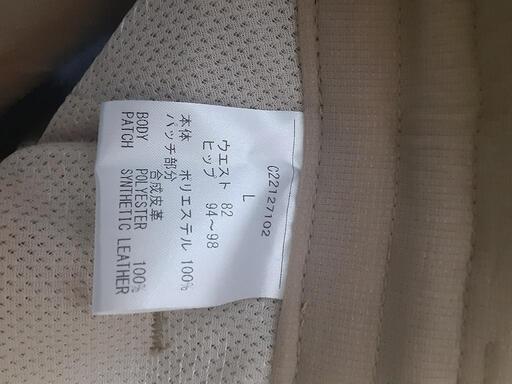 C22127102
L
ウエスト 82
ヒップ 94～98
本体 ポリエステル 100%
パッチ部分 合成皮革
BODY POLYESTER 100%
PATCH SYNTHETIC LEATHER